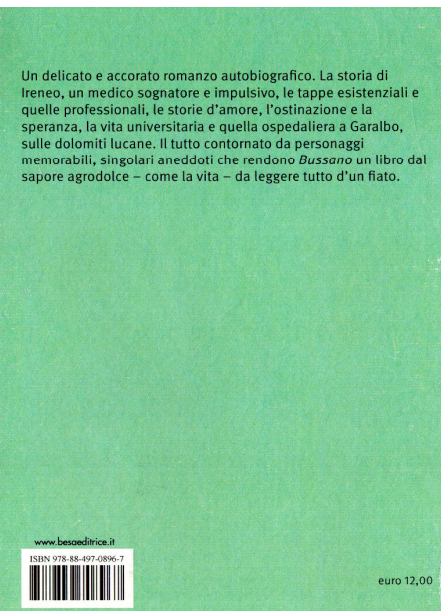 Un delicato e accorato romanzo autobiografico. La storia di
Ireneo, un medico sognatore e impulsivo, le tappe esistenziali e
quelle professionali, le storie d'amore, l'ostinazione e la
speranza, la vita universitaria e quella ospedaliera a Garalbo,
sulle dolomiti lucane. Il tutto contornato da personaggi
memorabili, singolari aneddoti che rendono Bussano un libro dal
sapore agrodolce – come la vita – da leggere tutto d'un fiato.
www.besaeditrice.it
ISBN 978-88-497-0896-7
euro 12,00